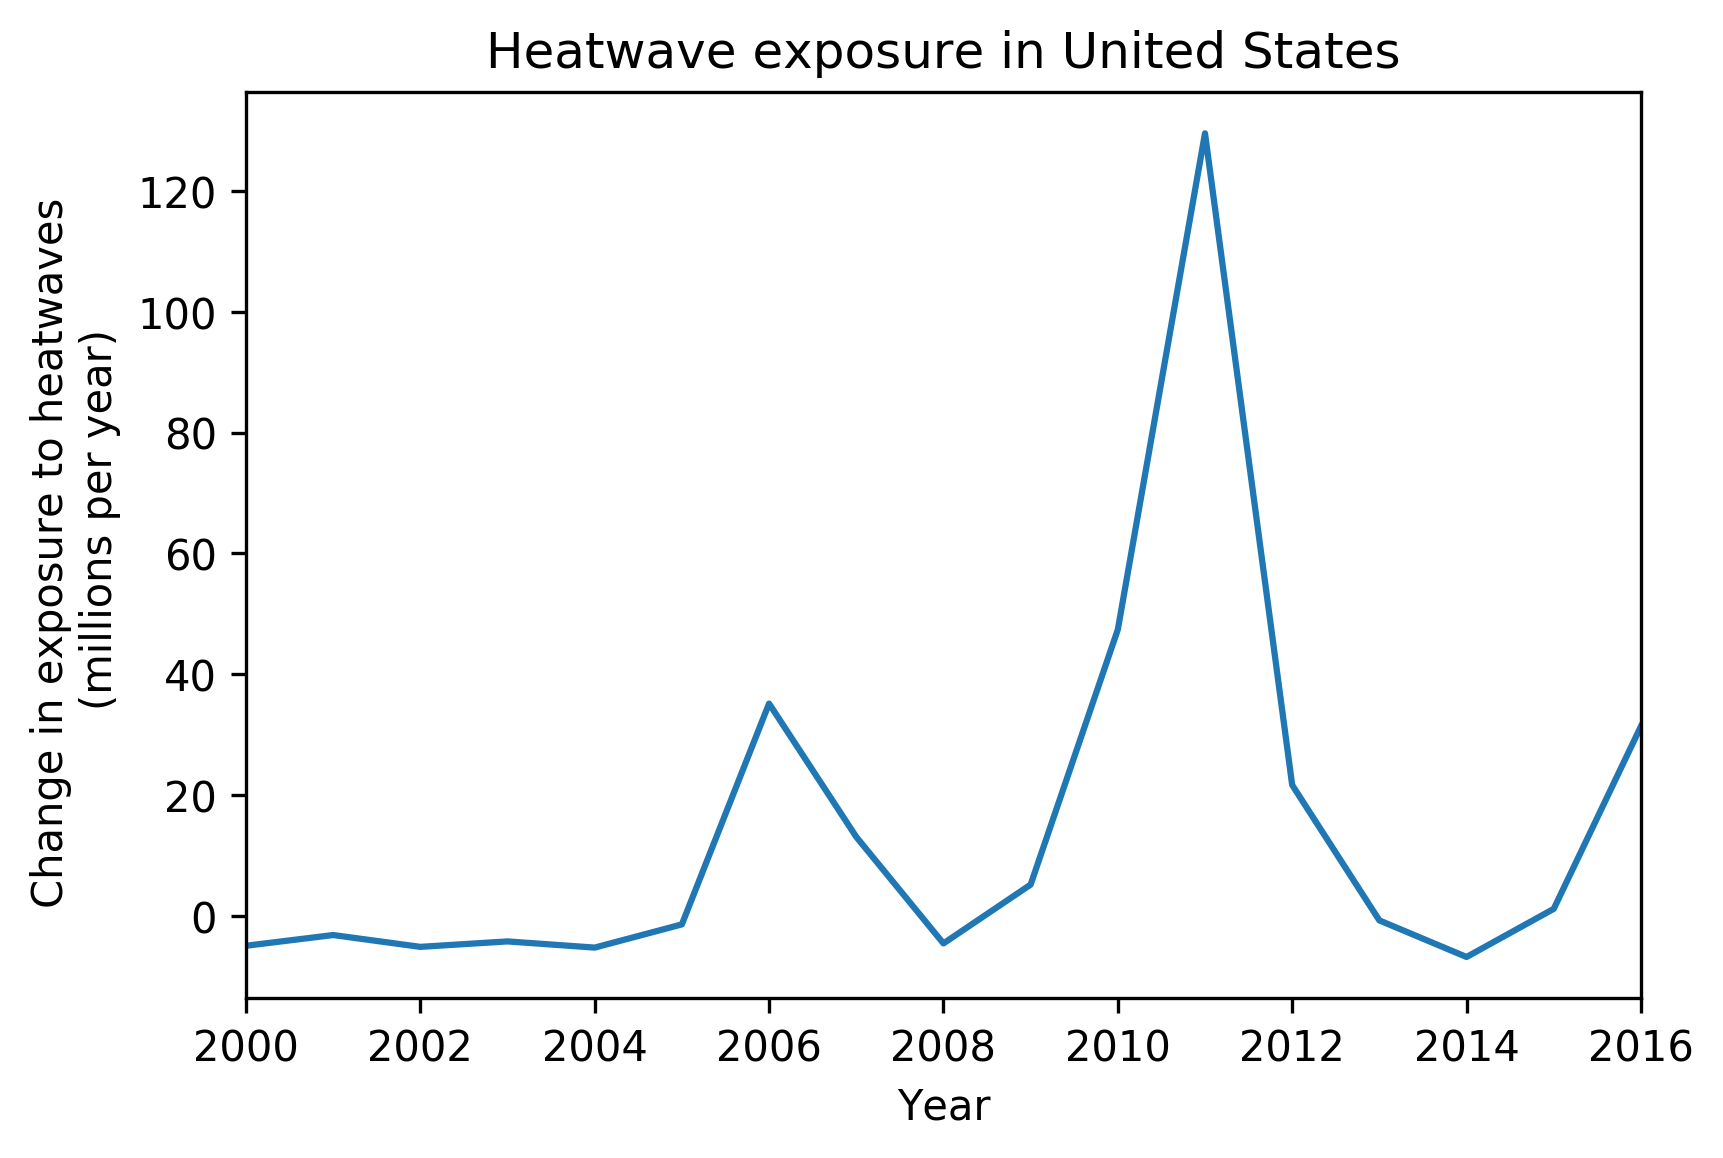 Heatwave exposure in United States
Change in exposure to heatwaves
(millions per year)
120
100
80
60
40
20
0
2000 2002 2004 2006 2008 2010 2012 2014 2016
Year